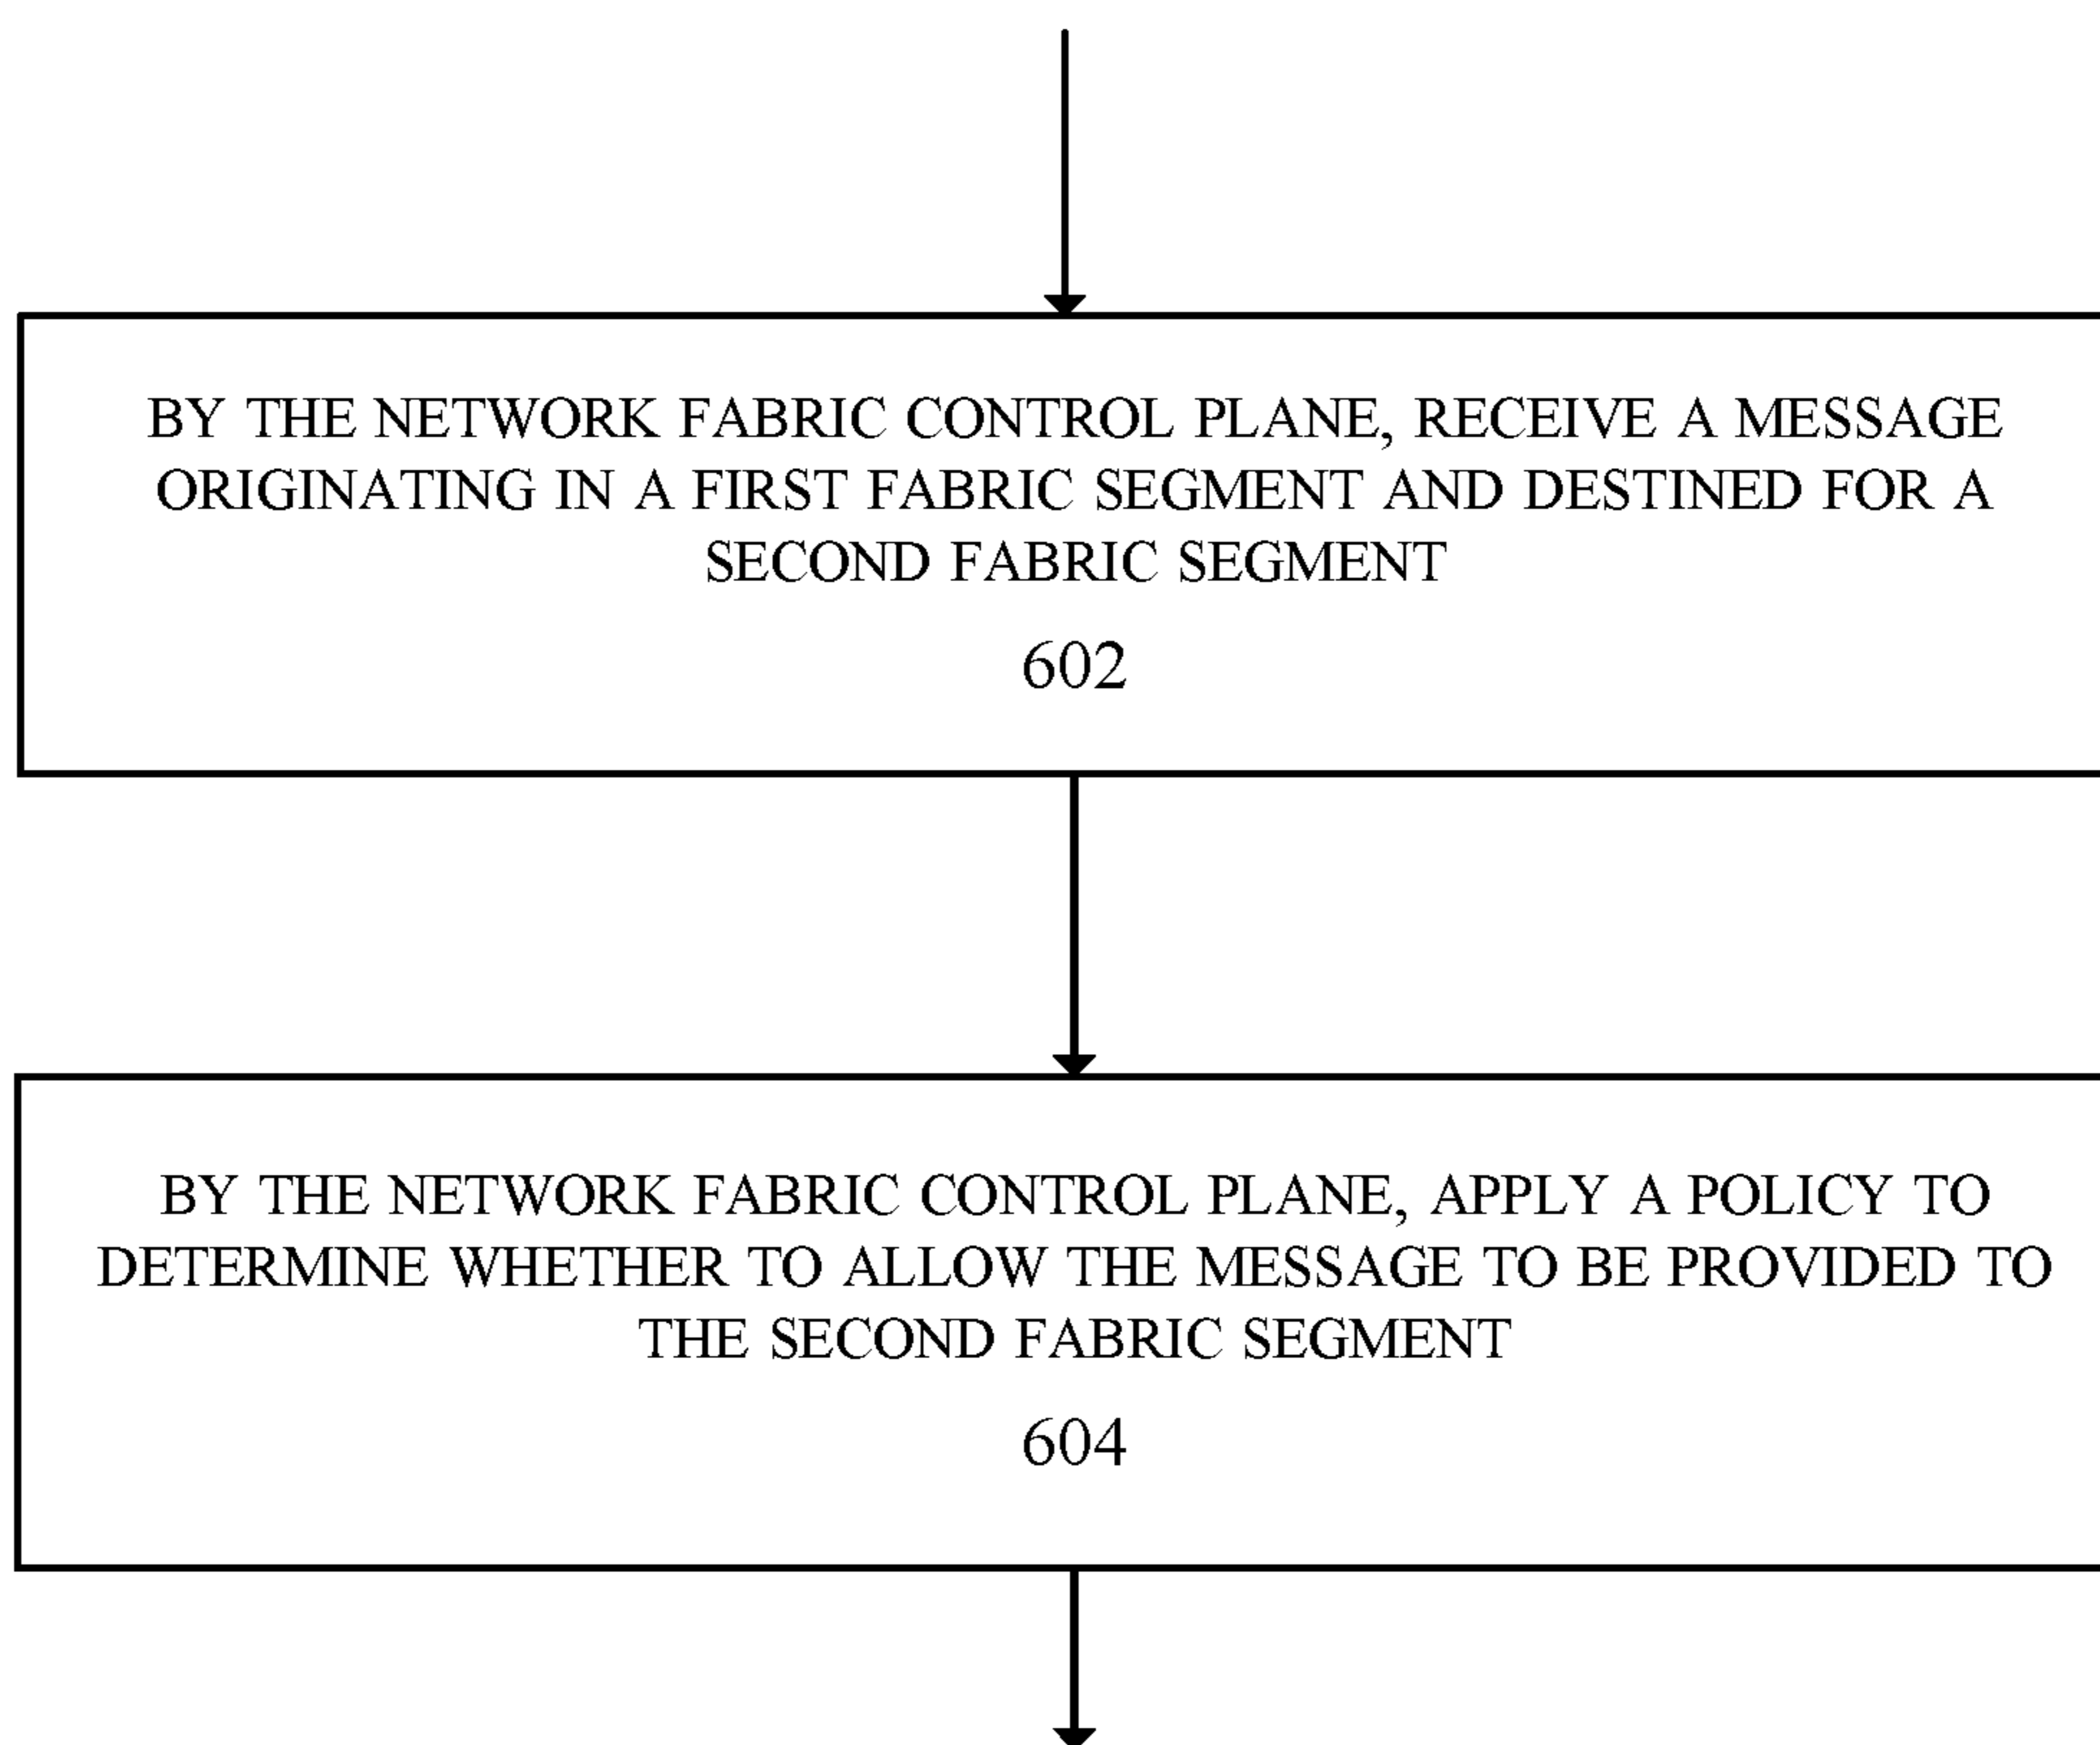 BY THE NETWORK FABRIC CONTROL PLANE, RECEIVE A MESSAGE
ORIGINATING IN A FIRST FABRIC SEGMENT AND DESTINED FOR A
SECOND FABRIC SEGMENT
602
BY THE NETWORK FABRIC CONTROL PLANE, APPLY A POLICY TO
DETERMINE WHETHER TO ALLOW THE MESSAGE TO BE PROVIDED TO
THE SECOND FABRIC SEGMENT
604